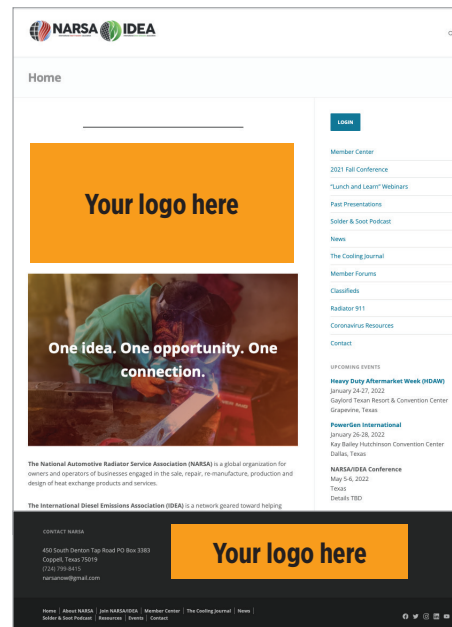 NARSA IDEA
Home
LOGIN
Your logo here
Member Center
2021 Fall Conference
"Lunch and Learn" Webinars
Past Presentations
Solder & Soot Podcast
News
The Cooling Journal
Member Forums
Classifieds
Radiator 911
Coronavirus Resources
Contact
One idea. One opportunity. One
connection.
UPCOMING EVENTS
Heavy Duty Aftermarket Week (HDAW)
January 24-27, 2022
Gaylord Texan Resort & Convention Center
Grapevine, Texas
PowerGen International
January 26-28, 2022
Kay Bailey Hutchinson Convention Center
Dallas, Texas
NARSA/IDEA Conference
May 5-6, 2022
Texas
Details TBD
The National Automotive Radiator Service Association (NARSA) is a global organization for
owners and operators of businesses engaged in the sale, repair, re-manufacture, production and
design of heat exchange products and services.
The International Diesel Emissions Association (IDEA) is a network geared toward helping
CONTACT NARSA
450 South Denton Tap Road PO Box 3383
Coppell, Texas 75019
(724) 799-8415
narsanow@gmail.com
Your logo here
Home | About NARSA | Join NARSA/IDEA | Member Center | The Cooling Journal | News |
Solder & Soot Podcast | Resources | Events | Contact